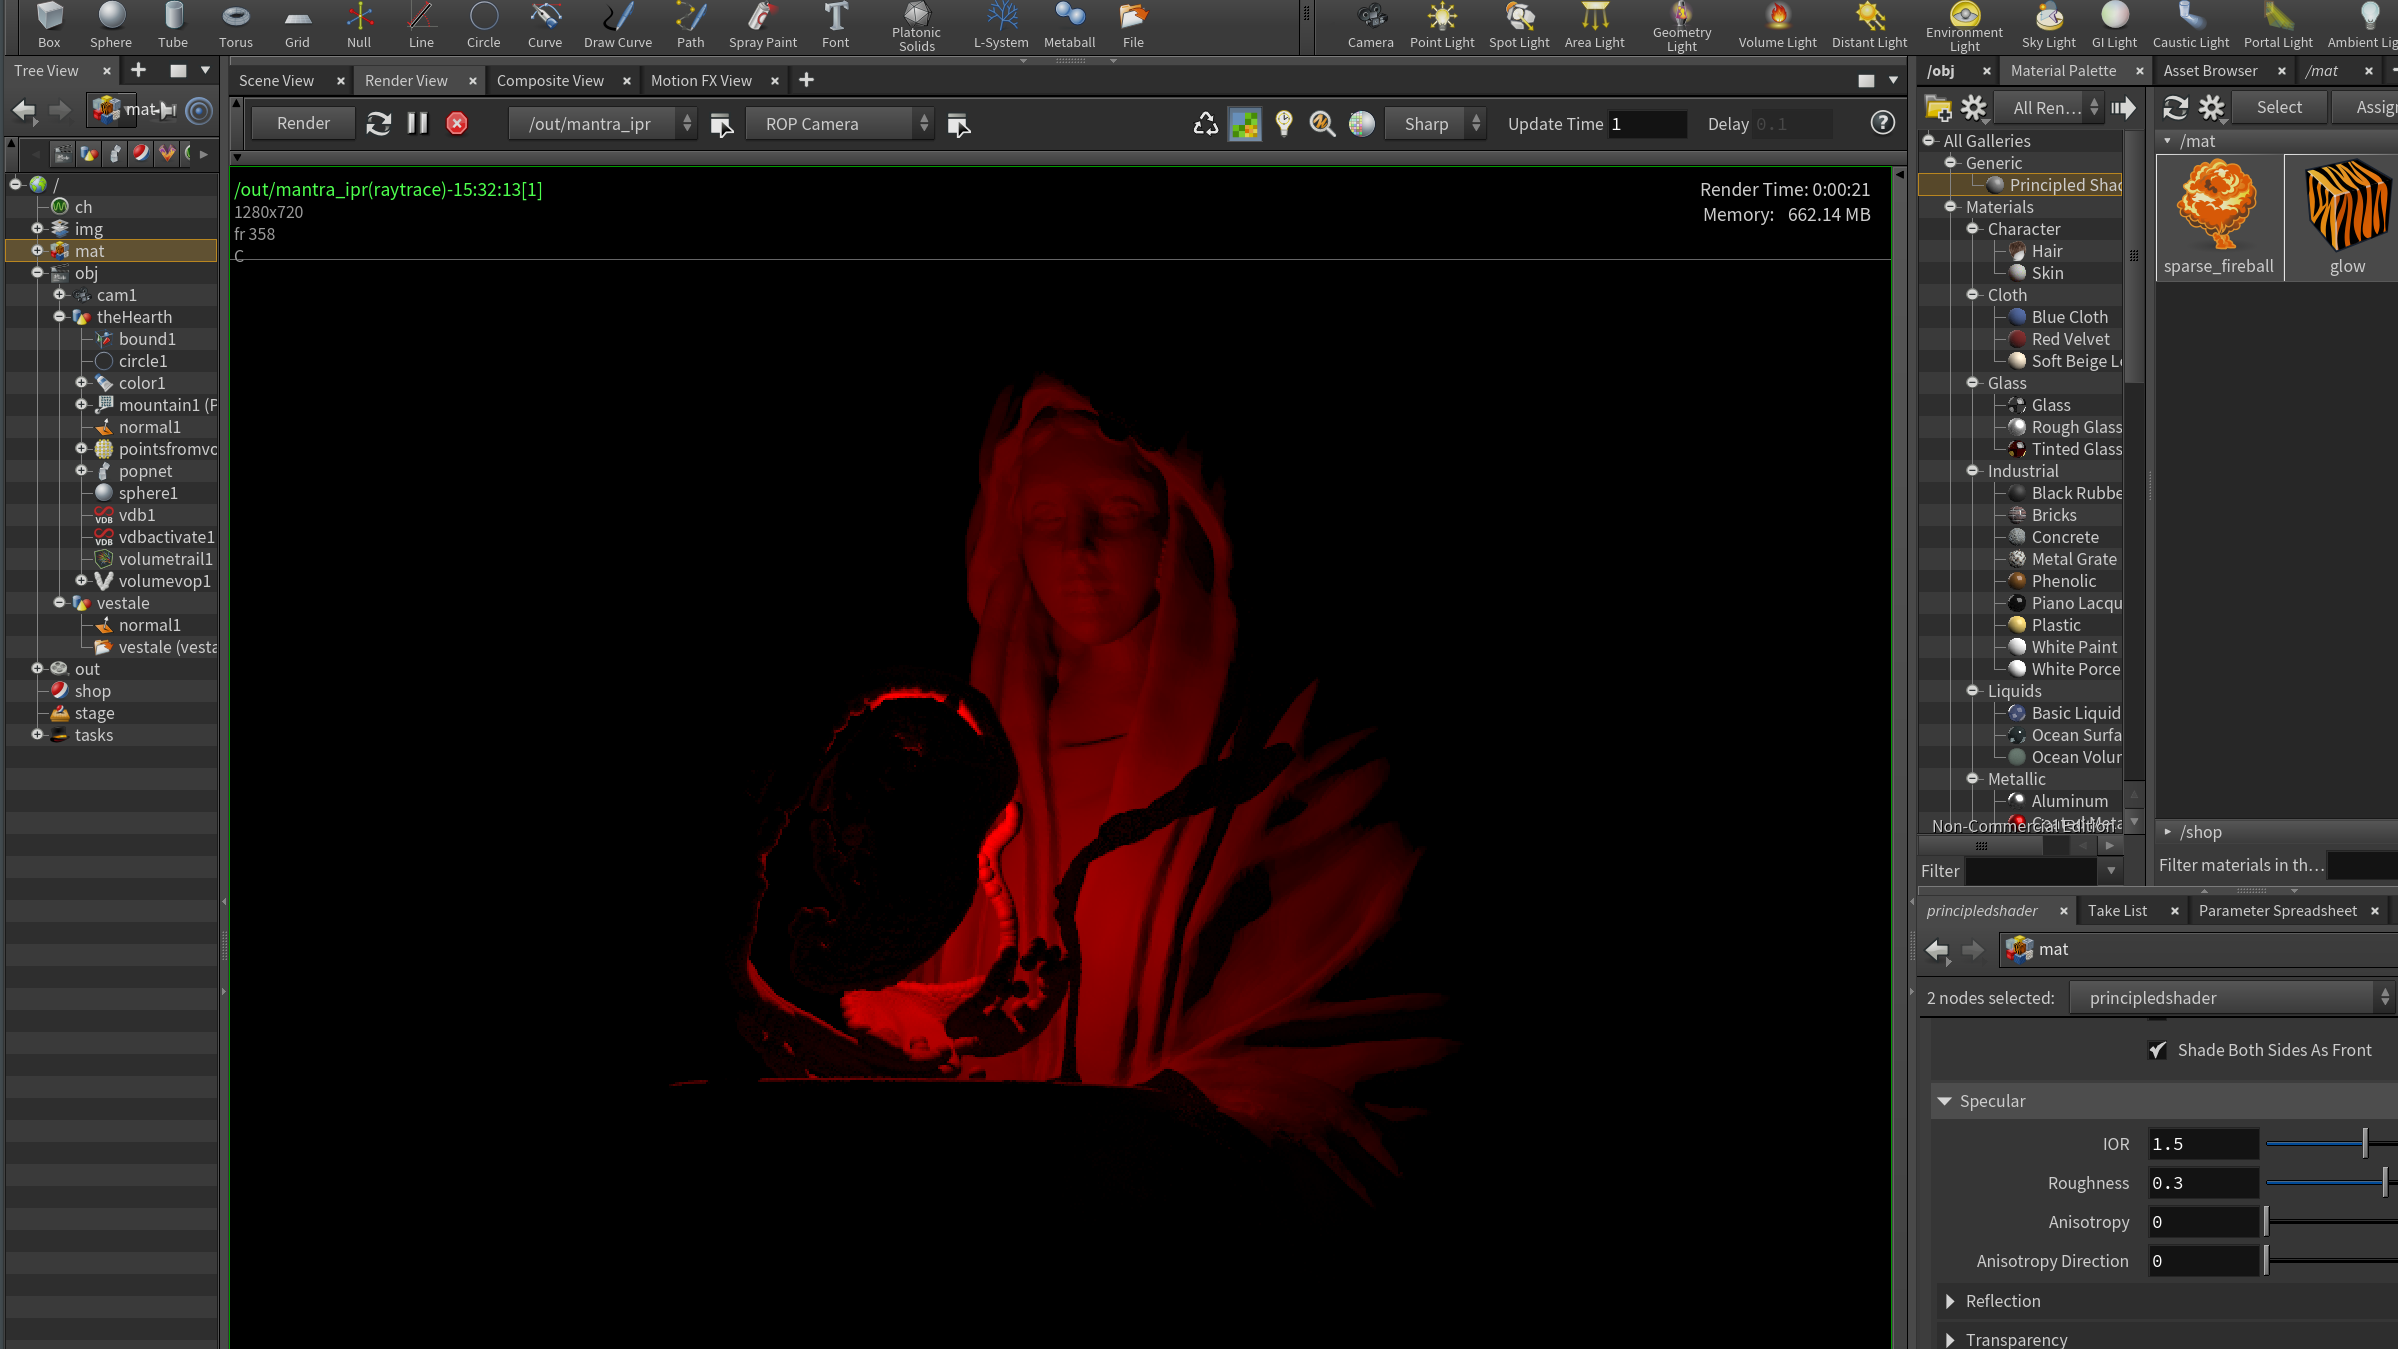 Box Sphere Tube Torus Grid Null Line Circle Curve Draw Curve Path Spray Paint Font Platonic Solids L-System Metaball File
Camera Point Light Spot Light Area Light Geometry Light Volume Light Distant Light Environment Light Sky Light GI Light Caustic Light Portal Light Ambient Lig
Tree View
mat
/
ch
img
mat
obj
cam1
theHearth
bound1
circle1
color1
mountain1 (P
normal1
pointsfromvo
popnet
sphere1
VDB vdb1
VDB vdbactivate1
volumetrail1
volumevop1
vestale
normal1
vestale (vesta
out
shop
stage
tasks
Scene View Render View Composite View Motion FX View
Render /out/mantra_ipr ROP Camera Sharp Update Time 1 Delay 0.1
/out/mantra_ipr(raytrace)-15:32:13[1]
1280x720
fr 358
C
Render Time: 0:00:21
Memory: 662.14 MB
/obj Material Palette Asset Browser /mat
All Ren... Select Assig
All Galleries
Generic
Principled Shad
Materials
Character
Hair
Skin
Cloth
Blue Cloth
Red Velvet
Soft Beige Le
Glass
Glass
Rough Glass
Tinted Glass
Industrial
Black Rubbe
Bricks
Concrete
Metal Grate
Phenolic
Piano Lacqu
Plastic
White Paint
White Porce
Liquids
Basic Liquid
Ocean Surfa
Ocean Volur
Metallic
Aluminum
Non-Commercial Edition
Filter
/mat
sparse_fireball glow
/shop
Filter materials in th...
principledshader Take List Parameter Spreadsheet
mat
2 nodes selected: principledshader
Shade Both Sides As Front
Specular
IOR 1.5
Roughness 0.3
Anisotropy 0
Anisotropy Direction 0
Reflection
Transparency